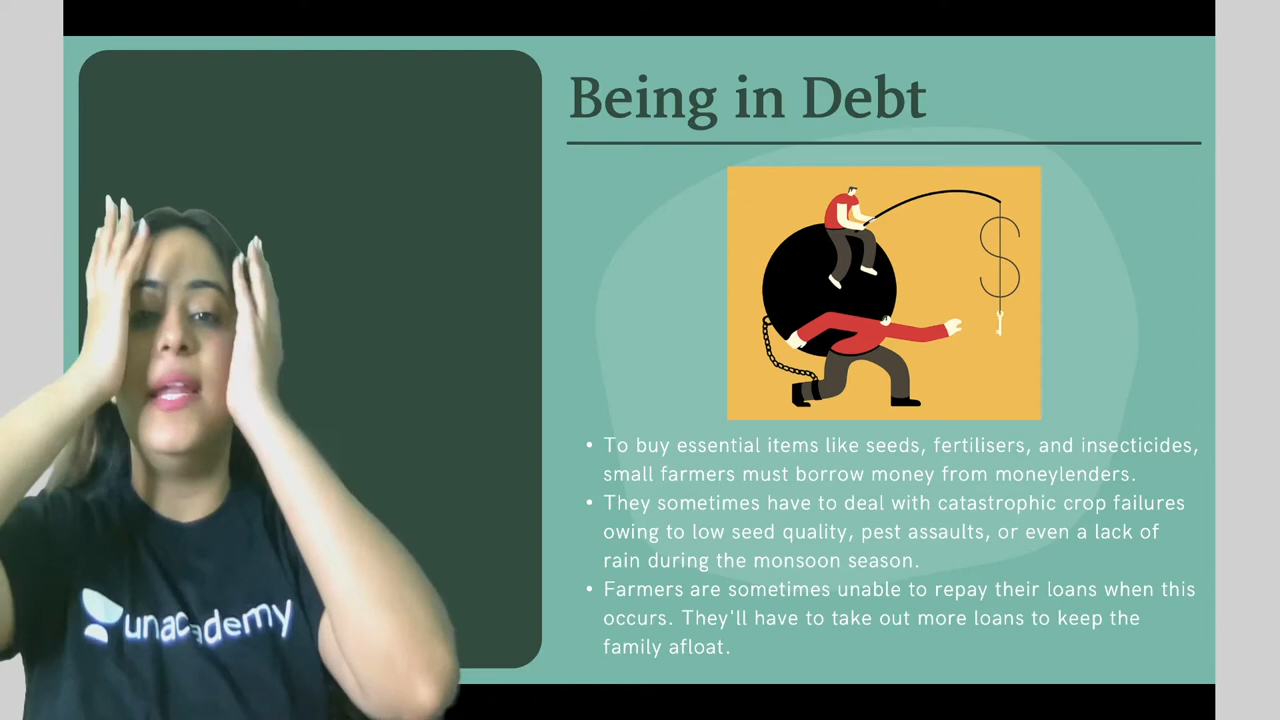 Being in Debt
$
• To buy essential items like seeds, fertilisers, and insecticides,
small farmers must borrow money from moneylenders.
• They sometimes have to deal with catastrophic crop failures
owing to low seed quality, pest assaults, or even a lack of
rain during the monsoon season.
• Farmers are sometimes unable to repay their loans when this
occurs. They'll have to take out more loans to keep the
family afloat.
unacademy